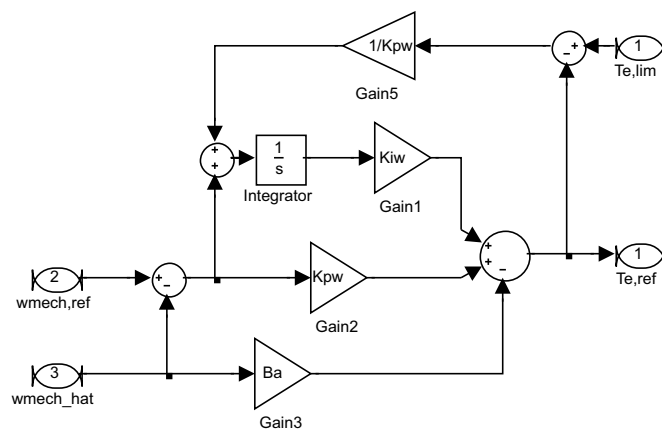 1/Kpw
Gain5
+
−
1
Te,lim
+
+
1
s
Integrator
Kiw
Gain1
2
wmech,ref
+
−
Kpw
Gain2
+
+
−
1
Te,ref
3
wmech_hat
Ba
Gain3